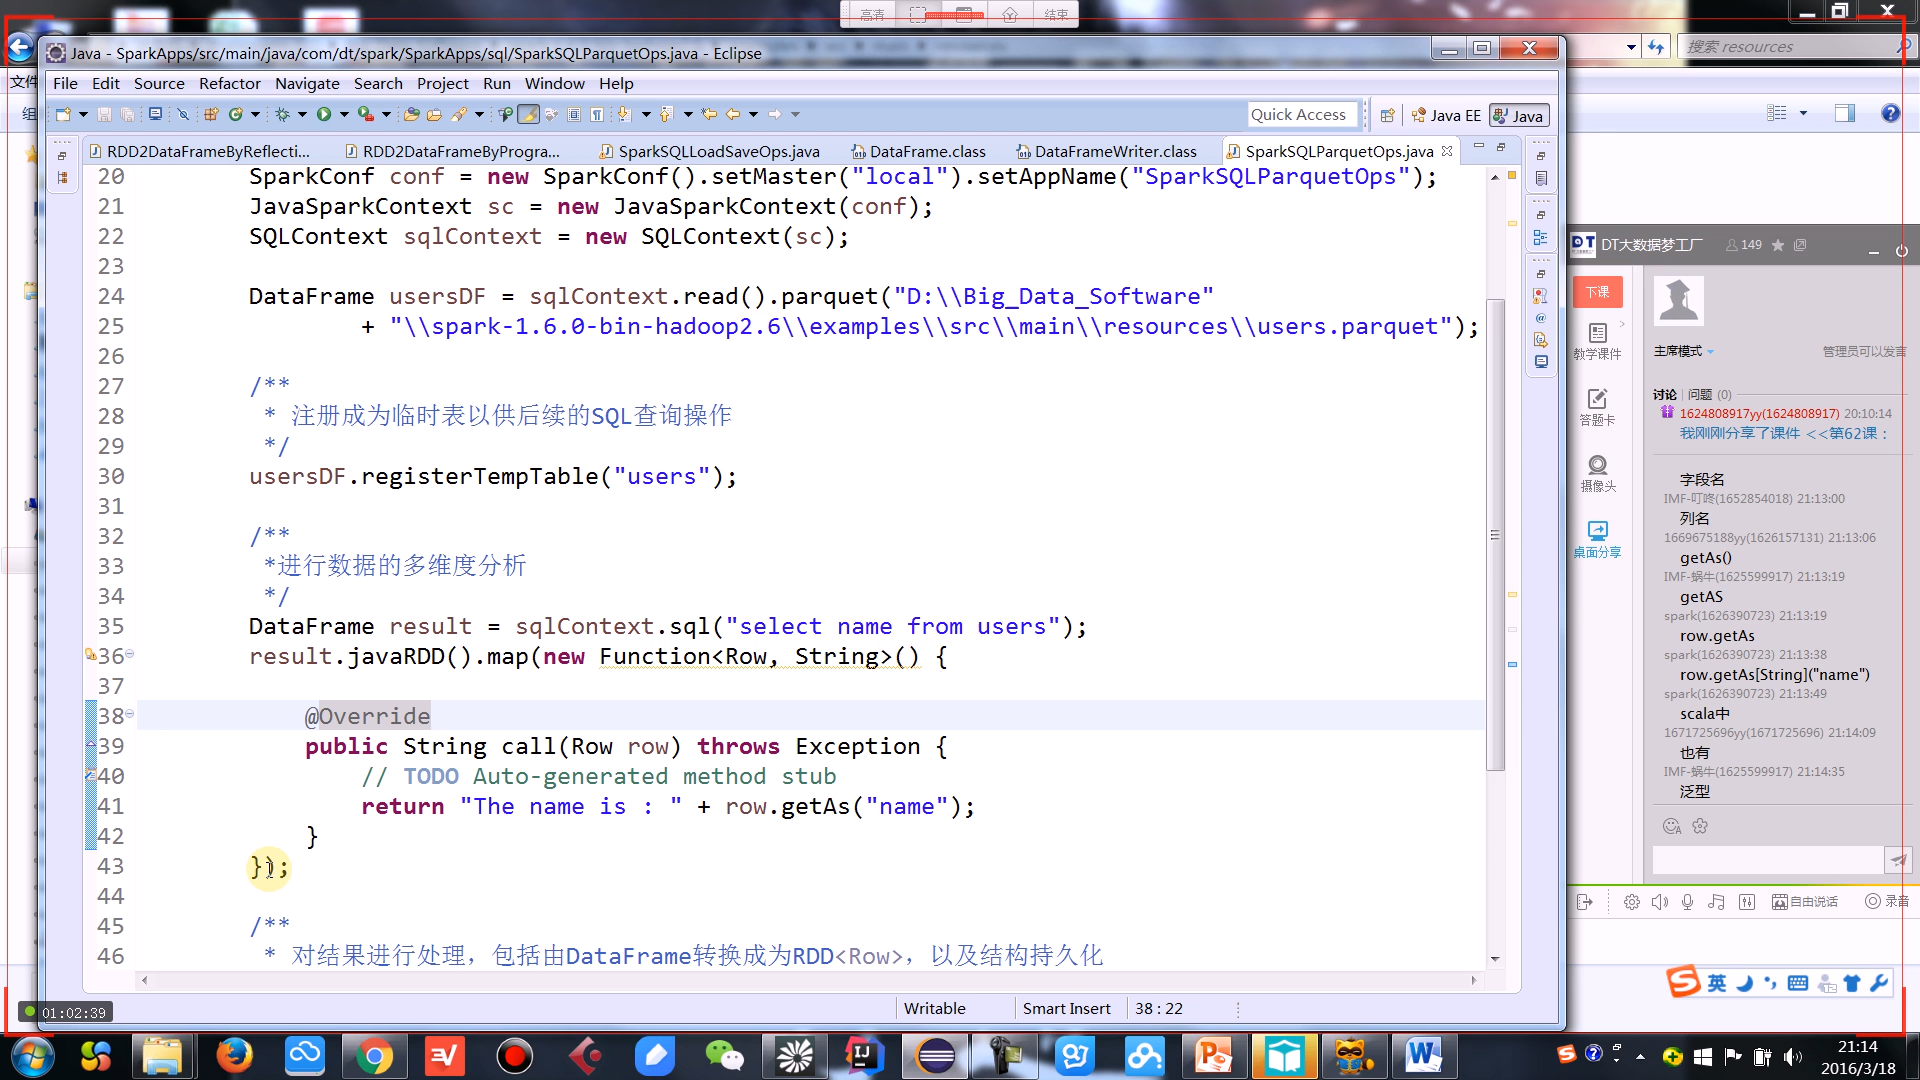 高清
结束
Java - SparkApps/src/main/java/com/dt/spark/SparkApps/sql/SparkSQLParquetOps.java - Eclipse
搜索 resources
文件
组
File Edit Source Refactor Navigate Search Project Run Window Help
Quick Access
Java EE
Java
RDD2DataFrameByReflecti...
RDD2DataFrameByProgra...
SparkSQLLoadSaveOps.java
DataFrame.class
DataFrameWriter.class
SparkSQLParquetOps.java
20 SparkConf conf = new SparkConf().setMaster("local").setAppName("SparkSQLParquetOps");
21 JavaSparkContext sc = new JavaSparkContext(conf);
22 SQLContext sqlContext = new SQLContext(sc);
23
24 DataFrame usersDF = sqlContext.read().parquet("D:\\Big_Data_Software"
25 + "\\spark-1.6.0-bin-hadoop2.6\\examples\\src\\main\\resources\\users.parquet");
26
27 /**
28 * 注册成为临时表以供后续的SQL查询操作
29 */
30 usersDF.registerTempTable("users");
31
32 /**
33 *进行数据的多维度分析
34 */
35 DataFrame result = sqlContext.sql("select name from users");
36 result.javaRDD().map(new Function<Row, String>() {
37
38 @Override
39 public String call(Row row) throws Exception {
40 // TODO Auto-generated method stub
41 return "The name is : " + row.getAs("name");
42 }
43 });
44
45 /**
46 * 对结果进行处理，包括由DataFrame转换成为RDD<Row>，以及结构持久化
Writable
Smart Insert
38 : 22
01:02:39
DT大数据梦工厂
149
下课
教学课件
答题卡
摄像头
桌面分享
主席模式
管理员可以发言
讨论 | 问题 (0)
1624808917yy(1624808917) 20:10:14
我刚刚分享了课件 <<第62课：
字段名
IMF-叮咚(1652854018) 21:13:00
列名
1669675188yy(1626157131) 21:13:06
getAs()
IMF-蜗牛(1625599917) 21:13:19
getAS
spark(1626390723) 21:13:19
row.getAs
spark(1626390723) 21:13:38
row.getAs[String]("name")
spark(1626390723) 21:13:49
scala中
1671725696yy(1671725696) 21:14:09
也有
IMF-蜗牛(1625599917) 21:14:35
泛型
自由说话
录音
英
21:14
2016/3/18